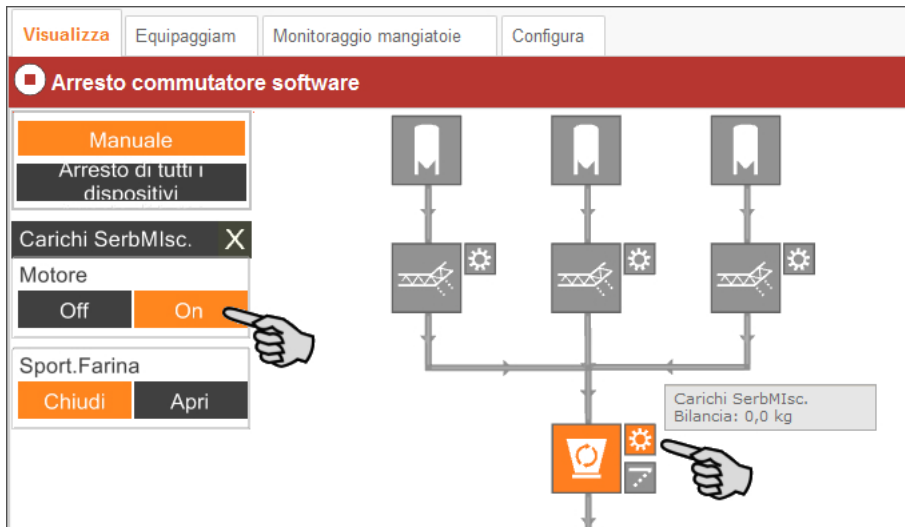 Visualizza
Equipaggiam
Monitoraggio mangiatoie
Configura
Arresto commutatore software
Manuale
Arresto di tutti i
dispositivi
Carichi SerbMIsc. X
Motore
Off
On
Sport.Farina
Chiudi
Apri
Carichi SerbMIsc.
Bilancia: 0,0 kg